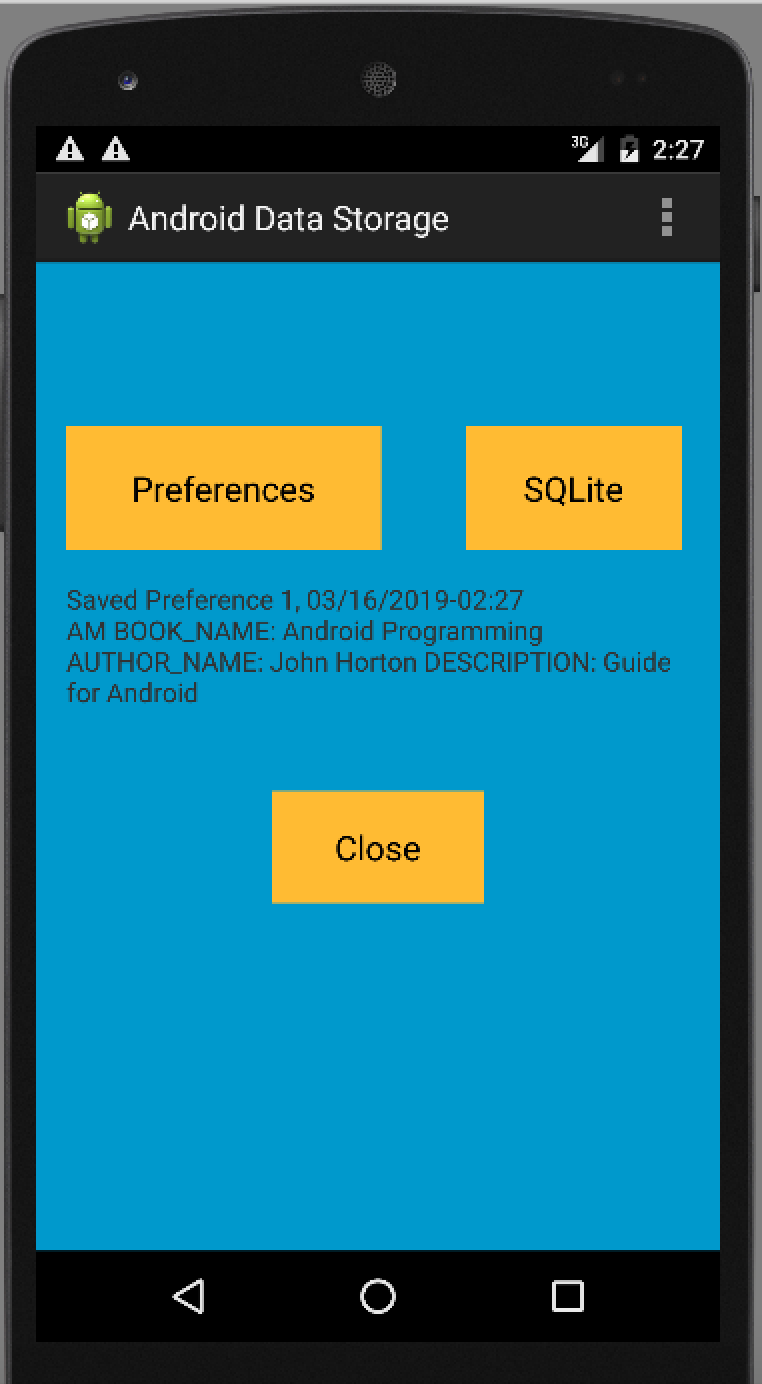 3G 2:27
Android Data Storage
Preferences SQLite
Saved Preference 1, 03/16/2019-02:27
AM BOOK_NAME: Android Programming
AUTHOR_NAME: John Horton DESCRIPTION: Guide
for Android
Close